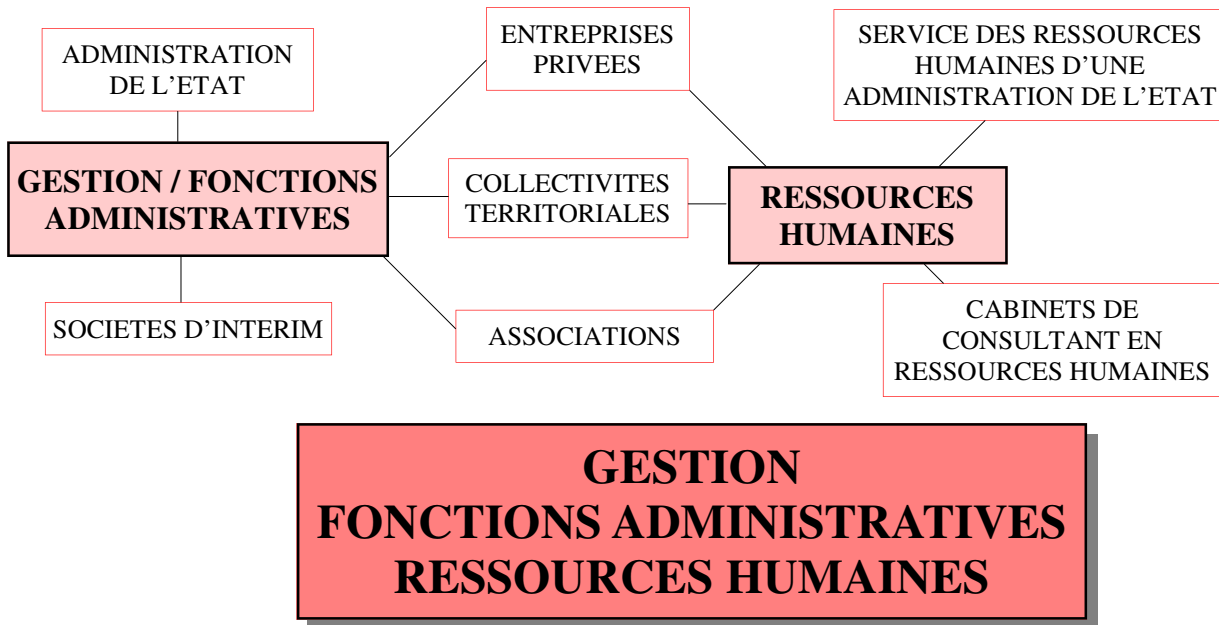 ADMINISTRATION
DE L'ETAT
ENTREPRISES
PRIVEES
SERVICE DES RESSOURCES
HUMAINES D'UNE
ADMINISTRATION DE L'ETAT
GESTION / FONCTIONS
ADMINISTRATIVES
COLLECTIVITES
TERRITORIALES
RESSOURCES
HUMAINES
SOCIETES D'INTERIM
ASSOCIATIONS
CABINETS DE
CONSULTANT EN
RESSOURCES HUMAINES
GESTION
FONCTIONS ADMINISTRATIVES
RESSOURCES HUMAINES